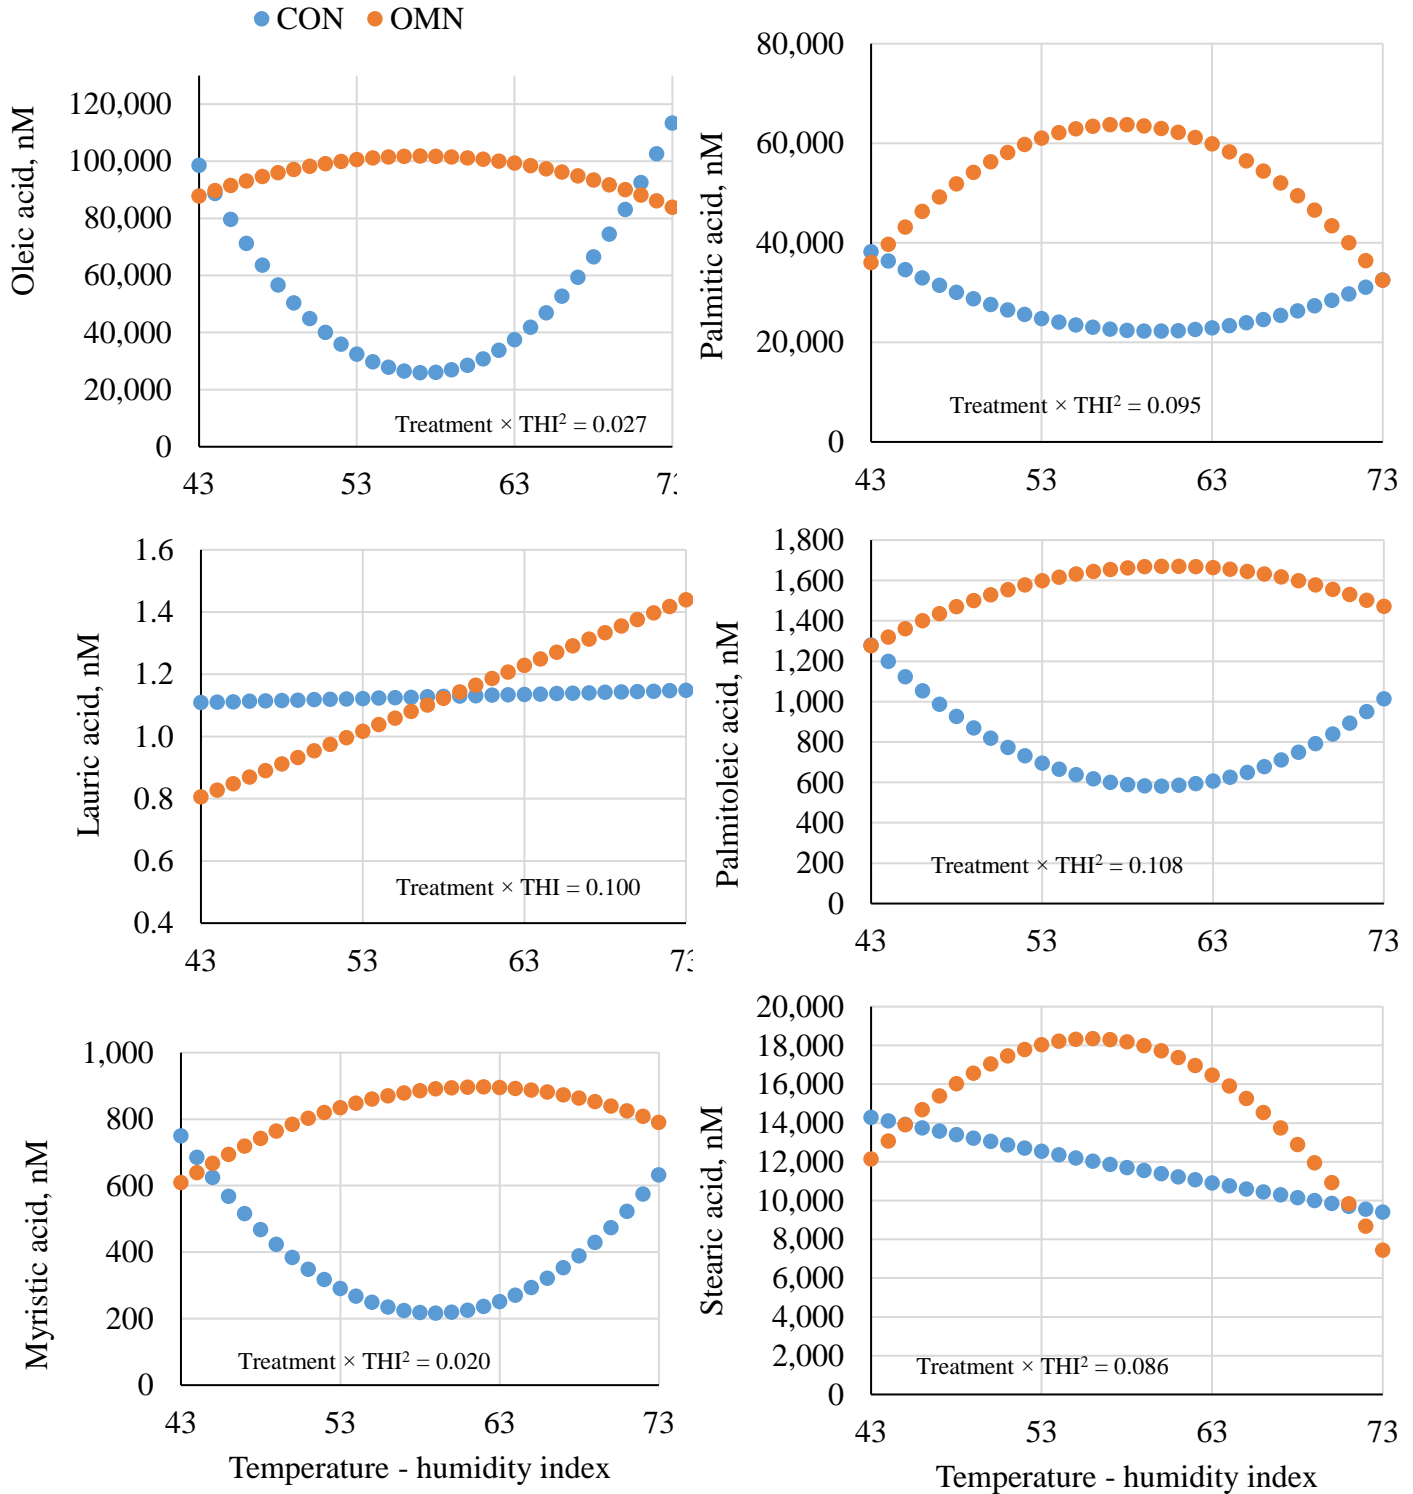 CON OMN
Oleic acid, nM
120,000
100,000
80,000
60,000
40,000
20,000
0
Treatment × THI² = 0.027
43 53 63
Palmitic acid, nM
80,000
60,000
40,000
20,000
0
Treatment × THI² = 0.095
43 53 63 73
Lauric acid, nM
1.6
1.4
1.2
1.0
0.8
0.6
0.4
Treatment × THI = 0.100
43 53 63
Palmitoleic acid, nM
1,800
1,600
1,400
1,200
1,000
800
600
400
200
0
Treatment × THI² = 0.108
43 53 63 73
Myristic acid, nM
1,000
800
600
400
200
0
Treatment × THI² = 0.020
43 53 63 73
Temperature - humidity index
Stearic acid, nM
20,000
18,000
16,000
14,000
12,000
10,000
8,000
6,000
4,000
2,000
0
Treatment × THI² = 0.086
43 53 63 73
Temperature - humidity index